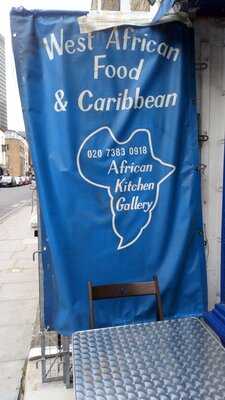 West African
Food
& Caribbean
020 7383 0918
African
Kitchen
Gallery